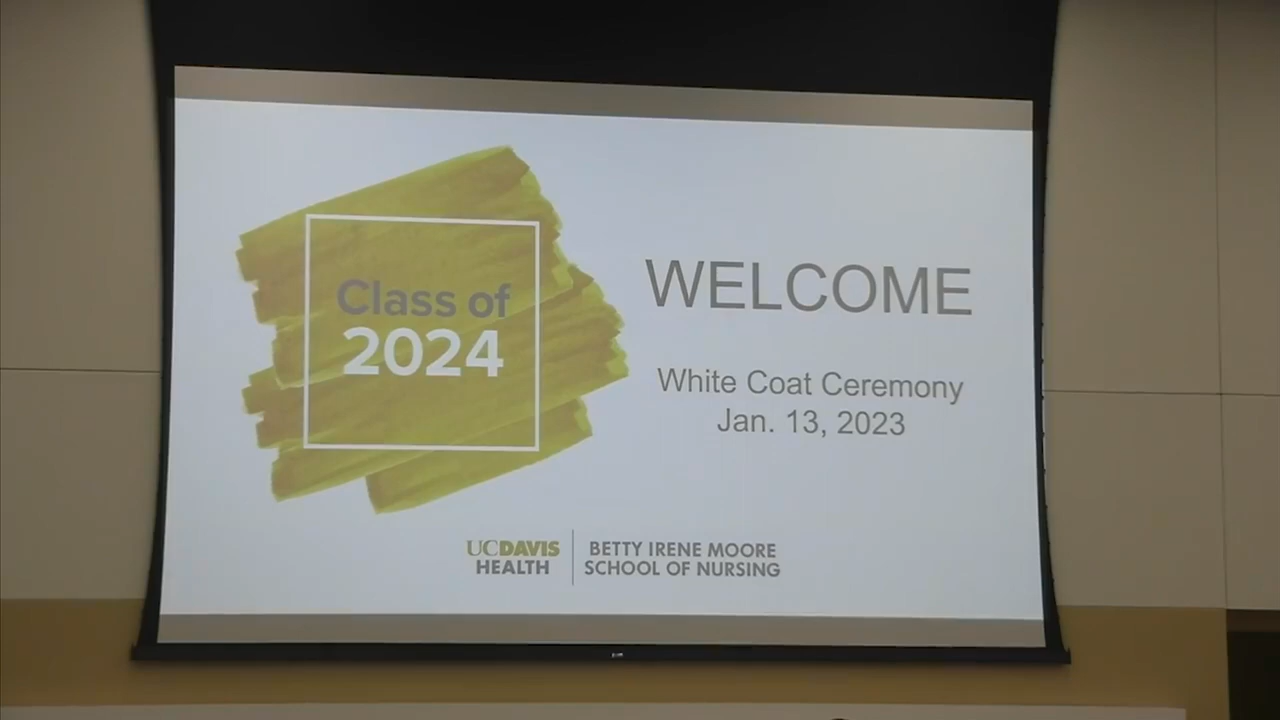 Class of
2024
WELCOME
White Coat Ceremony
Jan. 13, 2023
UCDAVIS
HEALTH
BETTY IRENE MOORE
SCHOOL OF NURSING